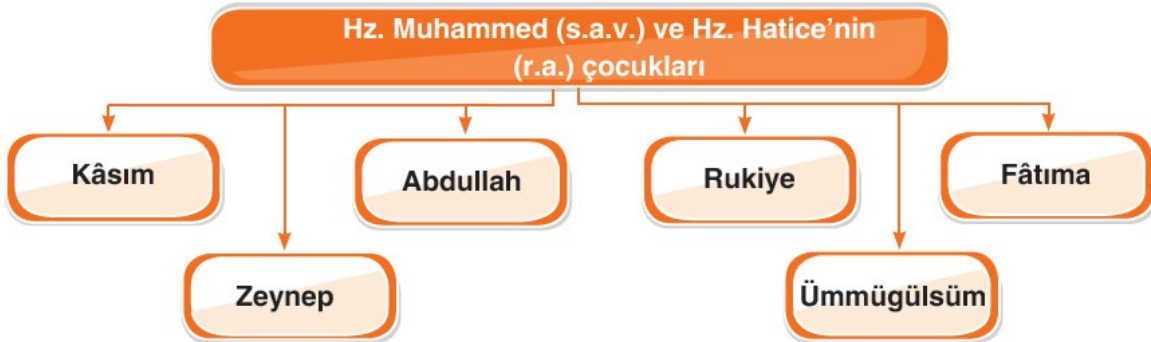 Hz. Muhammed (s.a.v.) ve Hz. Hatice’nin
(r.a.) çocukları
Kâsım
Abdullah
Rukiye
Fâtıma
Zeynep
Ümmügülsüm